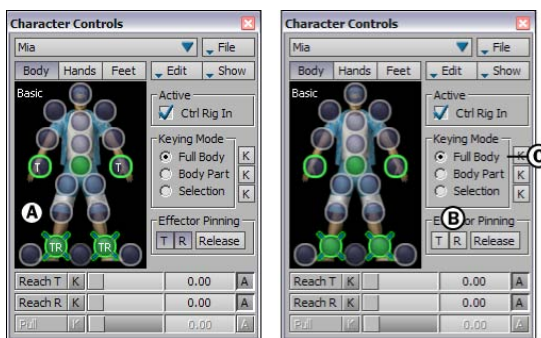 Character Controls
Mia File
Body Hands Feet Edit Show
Basic
Active
Ctrl Rig In
Keying Mode
Full Body K
T T
Body Part K
Selection K
A
Effector Pinning
TR TR
T R Release
Reach T K 0.00 A
Reach R K 0.00 A
Pull K 0.00 A
Character Controls
Mia File
Body Hands Feet Edit Show
Basic
Active
Ctrl Rig In
Keying Mode
Full Body K C
Body Part K
Selection K
B
Effector Pinning
T R Release
Reach T K 0.00 A
Reach R K 0.00 A
Pull K 0.00 A